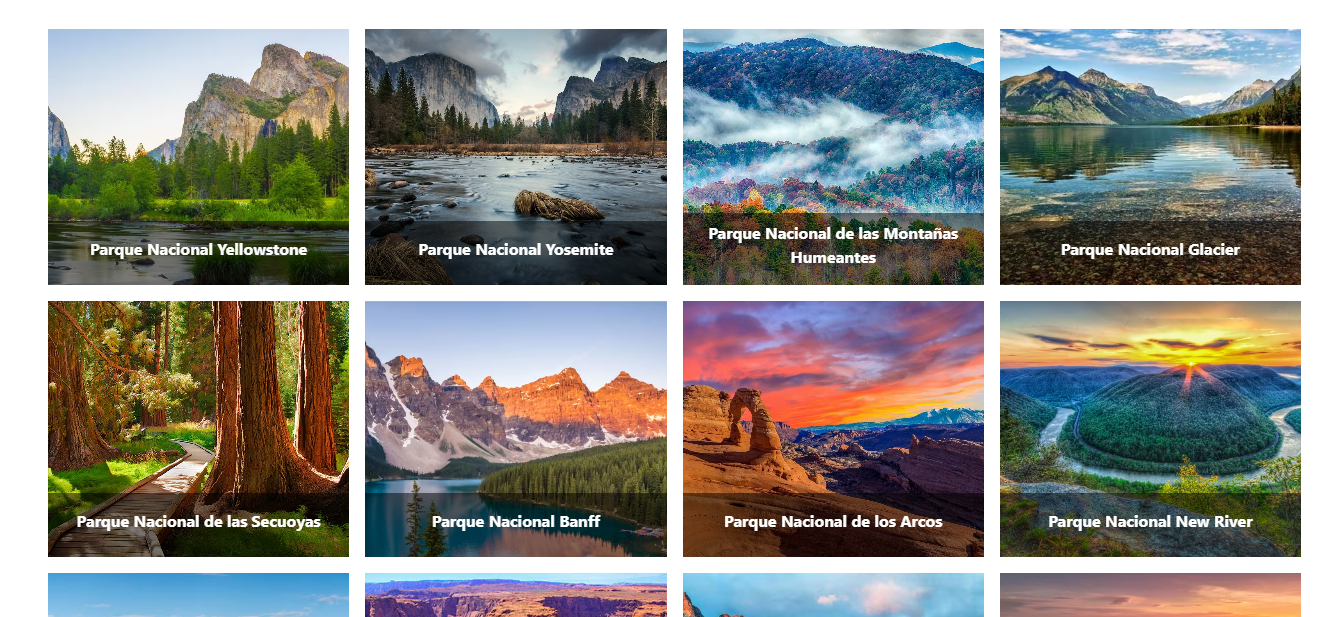 Parque Nacional Yellowstone
Parque Nacional Yosemite
Parque Nacional de las Montañas
Humeantes
Parque Nacional Glacier
Parque Nacional de las Secuoyas
Parque Nacional Banff
Parque Nacional de los Arcos
Parque Nacional New River